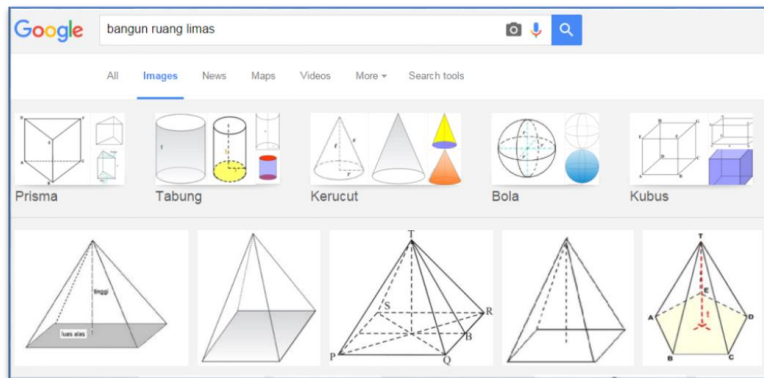 Google bangun ruang limas
All Images News Maps Videos More Search tools
Prisma Tabung Kerucut Bola Kubus
tinggi
luas alas
T
S
R
B
P
Q
T
E
A
D
t
B
C